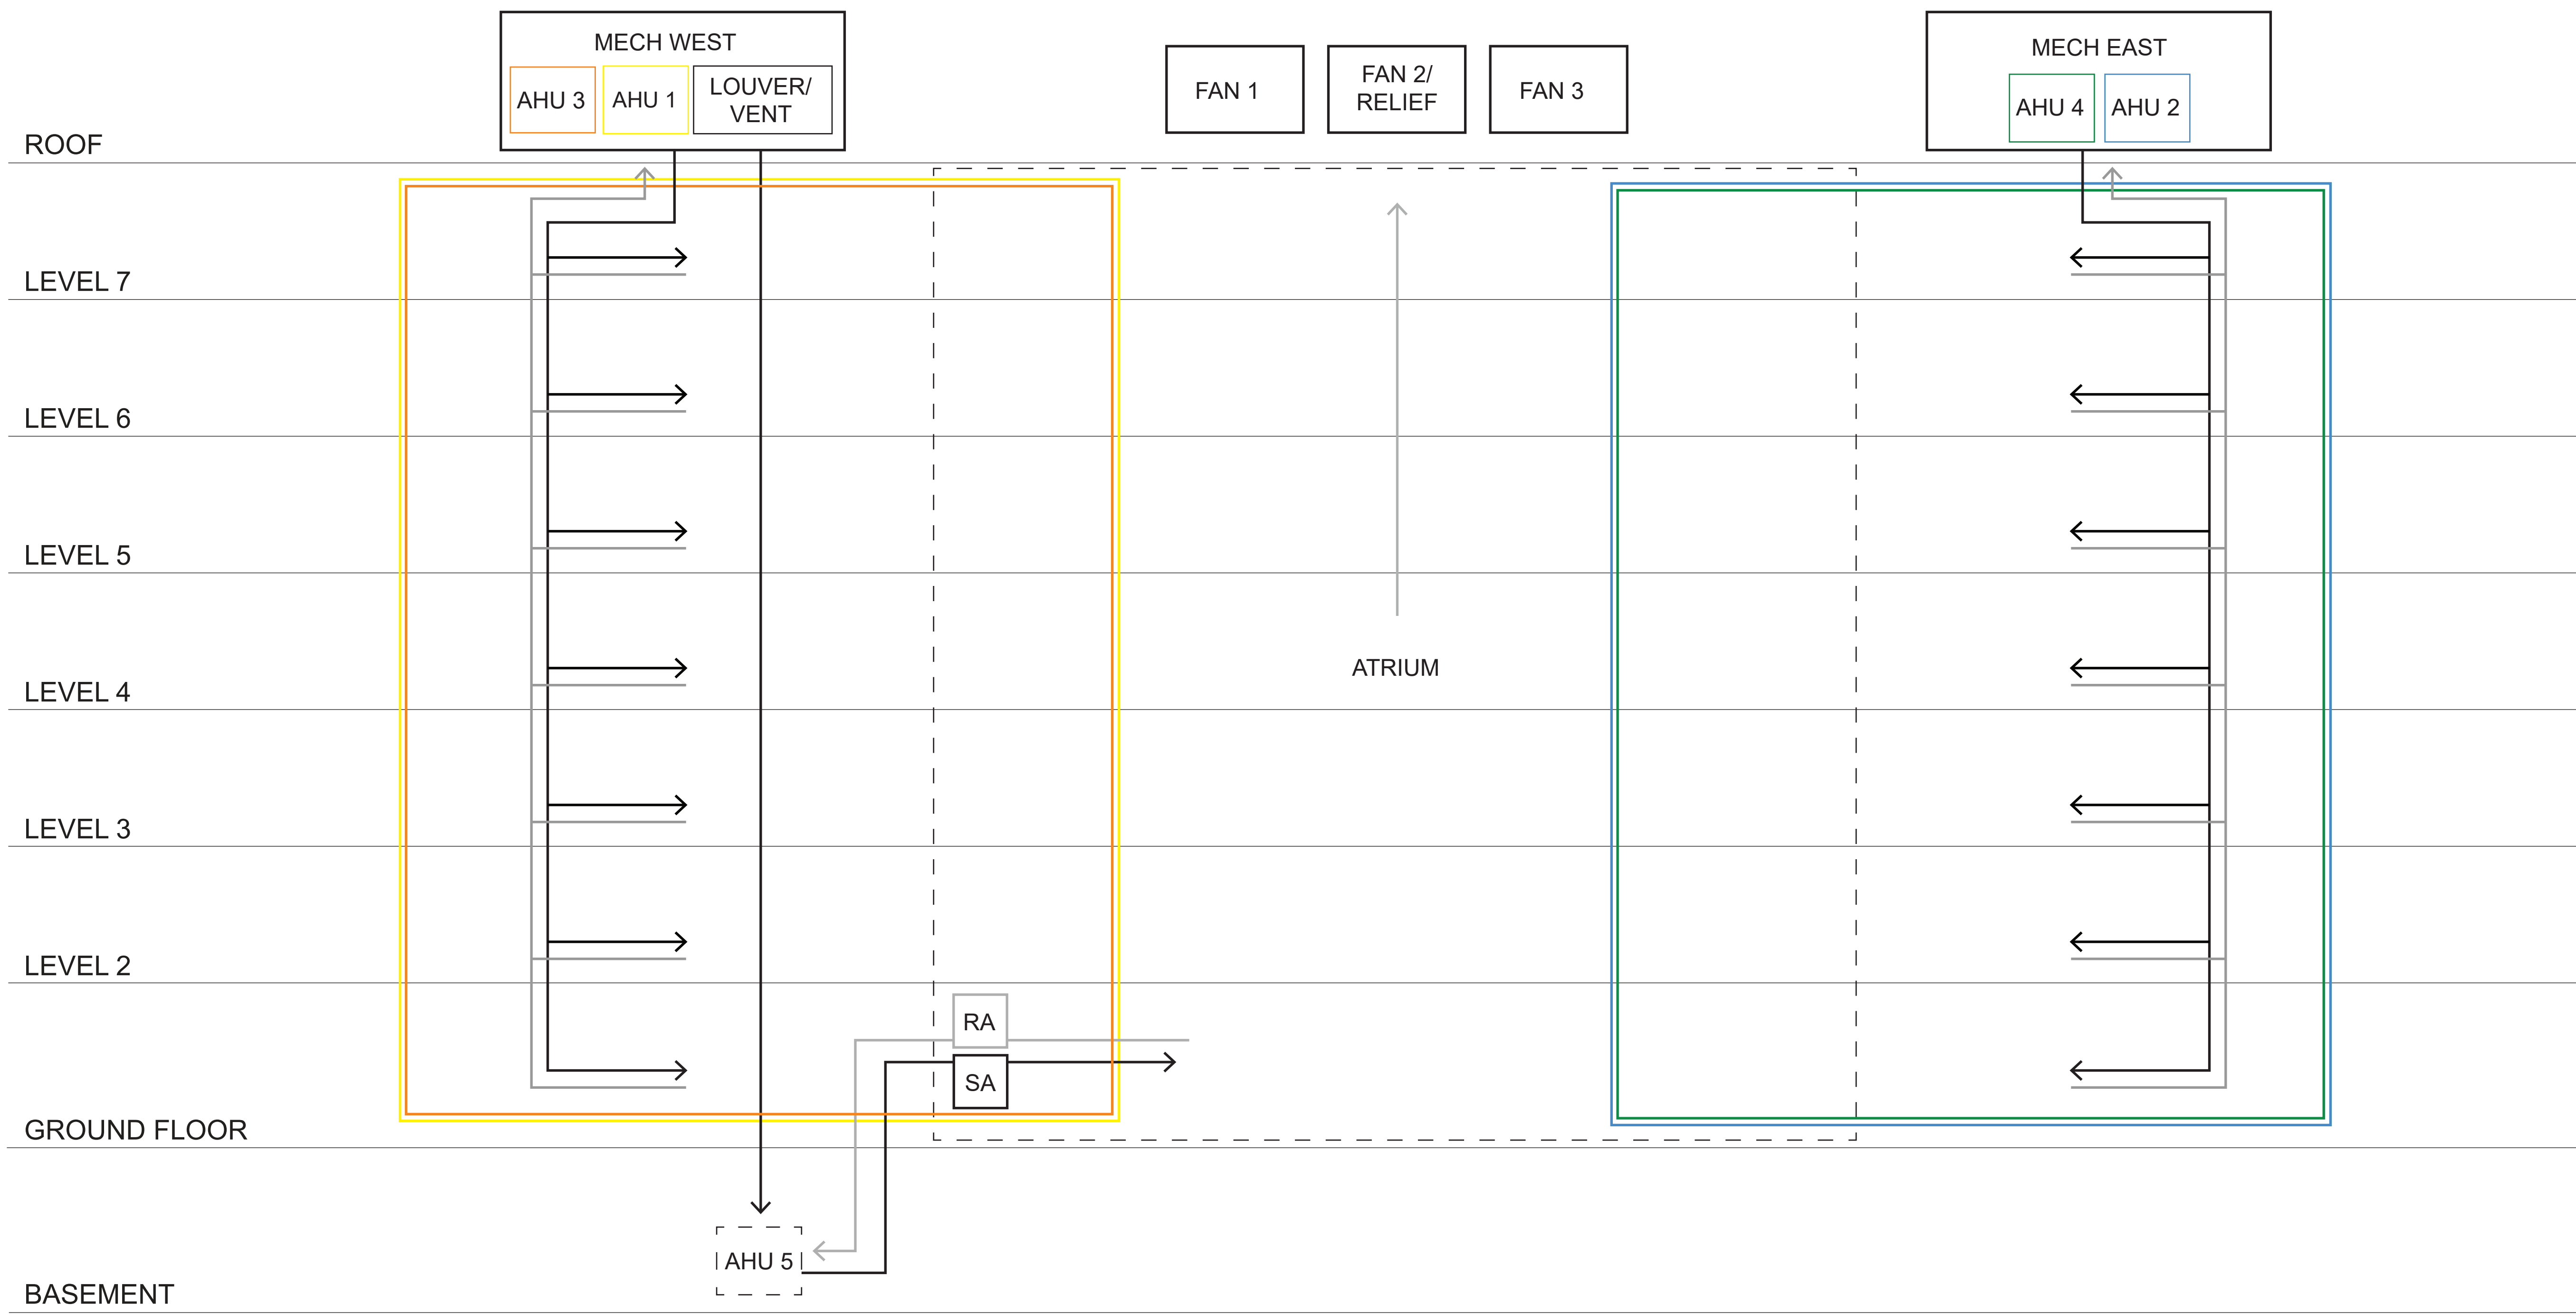 MECH WEST
AHU 3
AHU 1
LOUVER/
VENT
FAN 1
FAN 2/
RELIEF
FAN 3
MECH EAST
AHU 4
AHU 2
ROOF
LEVEL 7
LEVEL 6
LEVEL 5
ATRIUM
LEVEL 4
LEVEL 3
LEVEL 2
RA
SA
GROUND FLOOR
AHU 5
BASEMENT